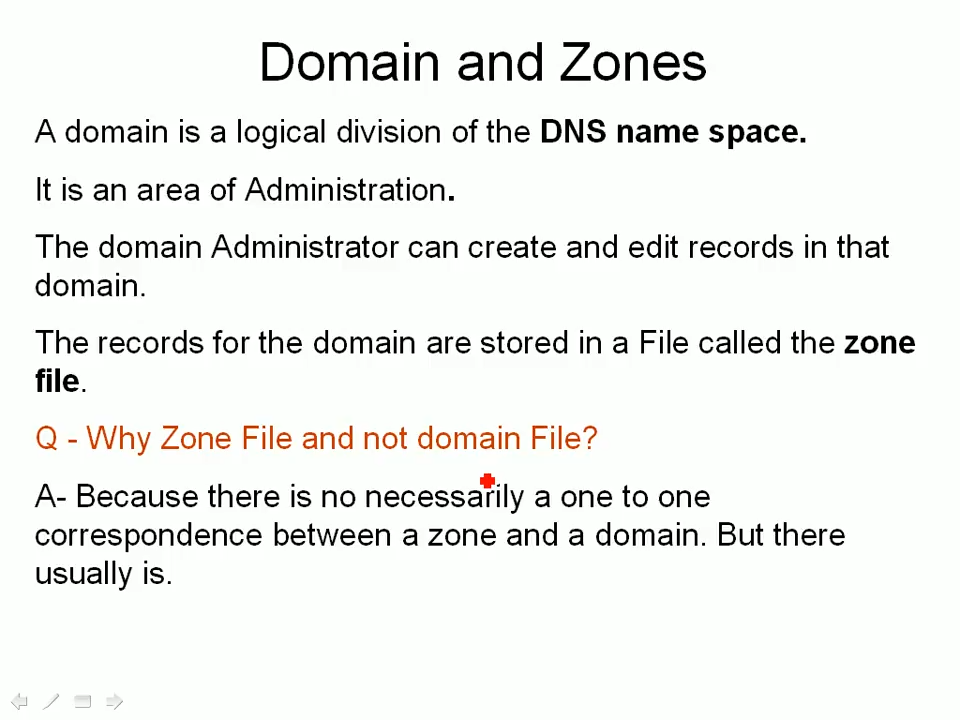 Domain and Zones
A domain is a logical division of the DNS name space.
It is an area of Administration.
The domain Administrator can create and edit records in that
domain.
The records for the domain are stored in a File called the zone
file.
Q - Why Zone File and not domain File?
A- Because there is no necessarily a one to one
correspondence between a zone and a domain. But there
usually is.